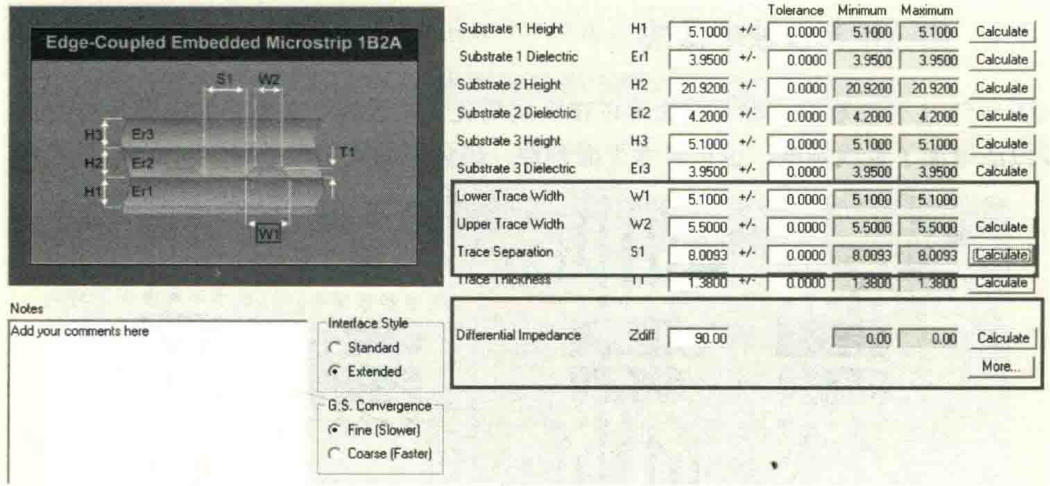 Edge-Coupled Embedded Microstrip 1B2A
S1 W2
H3 Er3
T1
H2 Er2
H1 Er1
W1
Tolerance Minimum Maximum
Substrate 1 Height H1 5.1000 +/- 0.0000 5.1000 5.1000 Calculate
Substrate 1 Dielectric Er1 3.9500 +/- 0.0000 3.9500 3.9500 Calculate
Substrate 2 Height H2 20.9200 +/- 0.0000 20.9200 20.9200 Calculate
Substrate 2 Dielectric Er2 4.2000 +/- 0.0000 4.2000 4.2000 Calculate
Substrate 3 Height H3 5.1000 +/- 0.0000 5.1000 5.1000 Calculate
Substrate 3 Dielectric Er3 3.9500 +/- 0.0000 3.9500 3.9500 Calculate
Lower Trace Width W1 5.1000 +/- 0.0000 5.1000 5.1000
Upper Trace Width W2 5.5000 +/- 0.0000 5.5000 5.5000 Calculate
Trace Separation S1 8.0093 +/- 0.0000 8.0093 8.0093 Calculate
Trace Thickness T1 1.3800 +/- 0.0000 1.3800 1.3800 Calculate
Differential Impedance Zdiff 90.00 0.00 0.00 Calculate
More...
Notes
Add your comments here
Interface Style
Standard
Extended
G.S. Convergence
Fine (Slower)
Coarse (Faster)